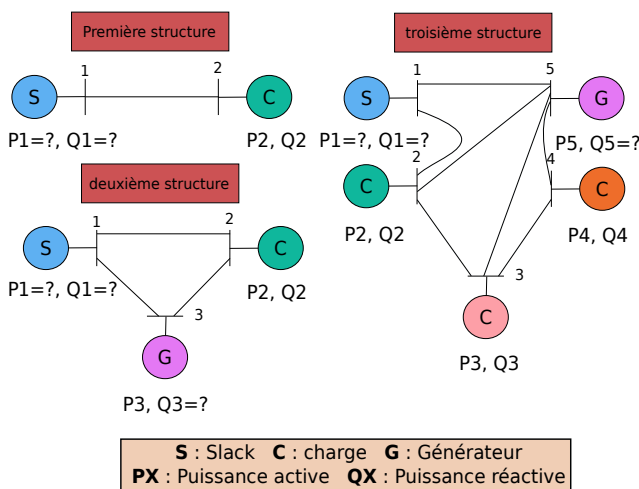 Première structure
1
2
S
C
P1=?, Q1=?
P2, Q2
deuxième structure
1
2
S
C
P1=?, Q1=?
P2, Q2
3
G
P3, Q3=?
troisième structure
1
5
S
G
P1=?, Q1=?
P5, Q5=?
2
4
C
C
P2, Q2
P4, Q4
3
C
P3, Q3
S : Slack C : charge G : Générateur
PX : Puissance active QX : Puissance réactive